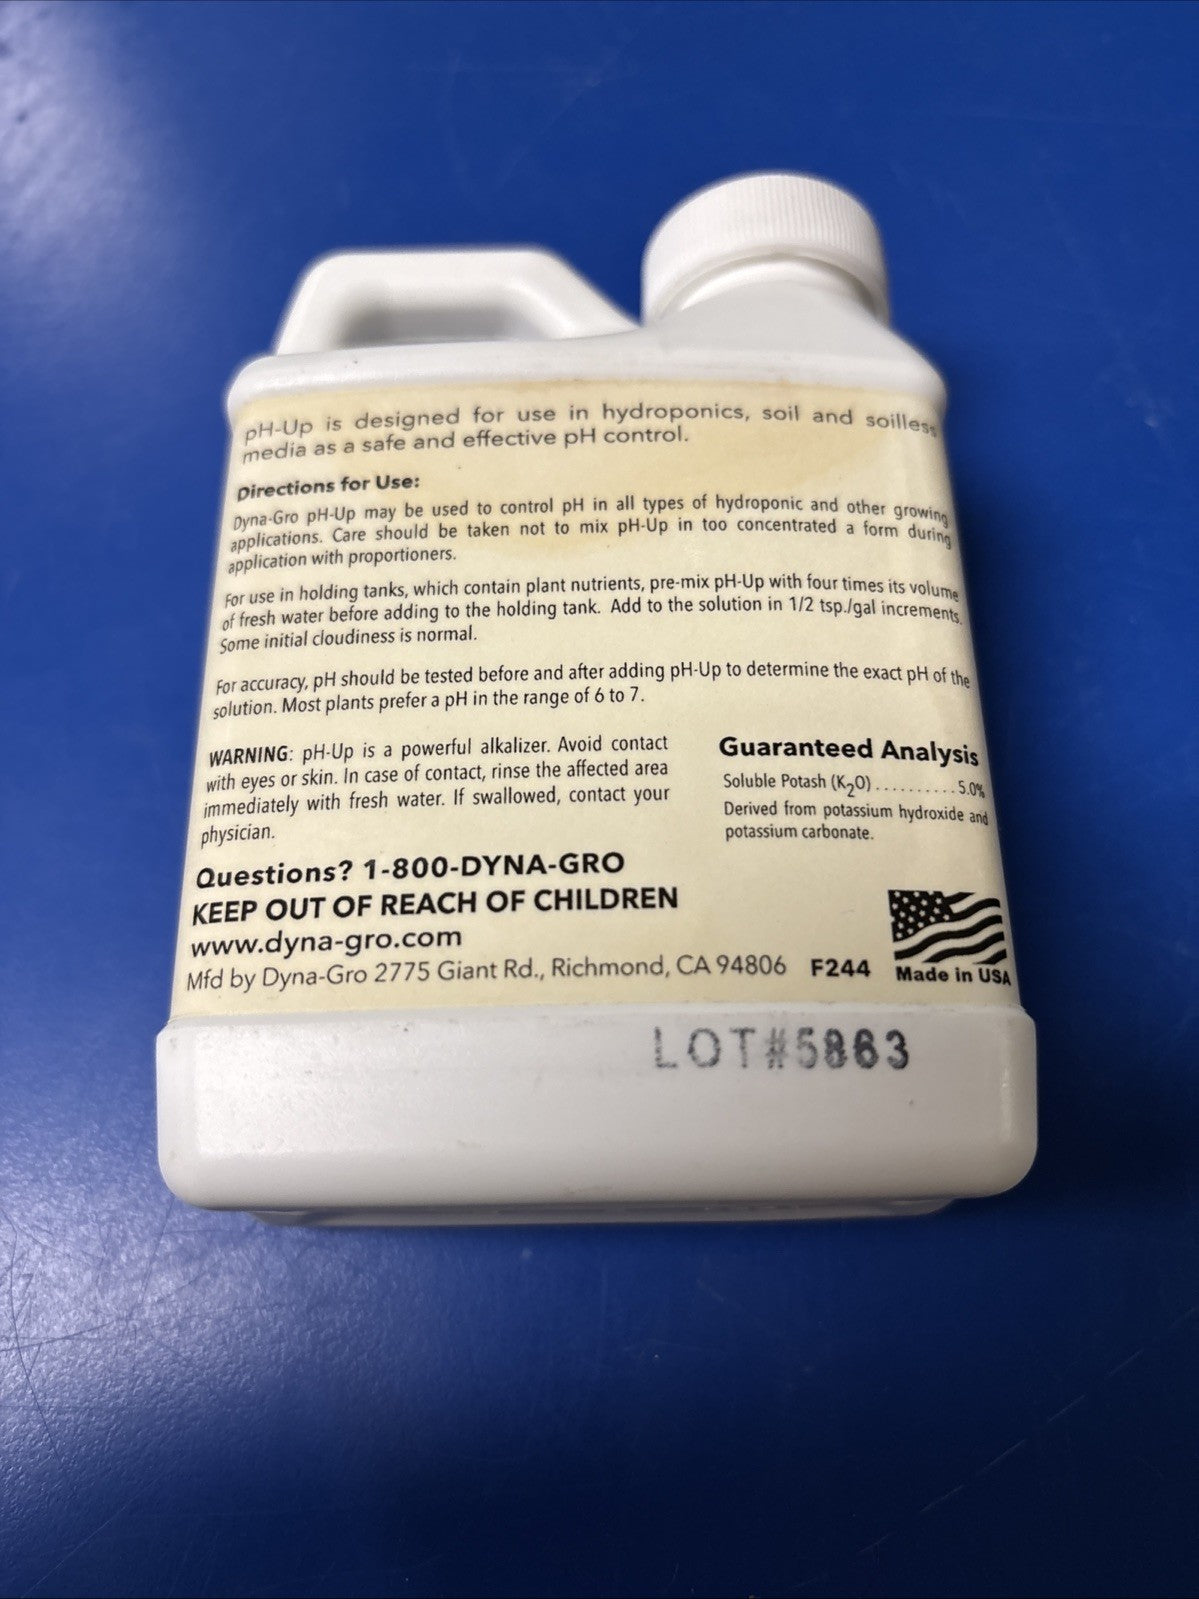 pH-Up is designed for use in hydroponics, soil and soilless
media as a safe and effective pH control.
Directions for Use:
Dyna-Gro pH-Up may be used to control pH in all types of hydroponic and other growing
applications. Care should be taken not to mix pH-Up in too concentrated a form during
application with proportioners.
For use in holding tanks, which contain plant nutrients, pre-mix pH-Up with four times its volume
of fresh water before adding to the holding tank. Add to the solution in 1/2 tsp./gal increments.
Some initial cloudiness is normal.
For accuracy, pH should be tested before and after adding pH-Up to determine the exact pH of the
solution. Most plants prefer a pH in the range of 6 to 7.
WARNING: pH-Up is a powerful alkalizer. Avoid contact
with eyes or skin. In case of contact, rinse the affected area
immediately with fresh water. If swallowed, contact your
physician.
Guaranteed Analysis
Soluble Potash (K₂O) . . . . . . . . . . 5.0%
Derived from potassium hydroxide and
potassium carbonate.
Questions? 1-800-DYNA-GRO
KEEP OUT OF REACH OF CHILDREN
www.dyna-gro.com
Mfd by Dyna-Gro 2775 Giant Rd., Richmond, CA 94806 F244
Made in USA
LOT#5863